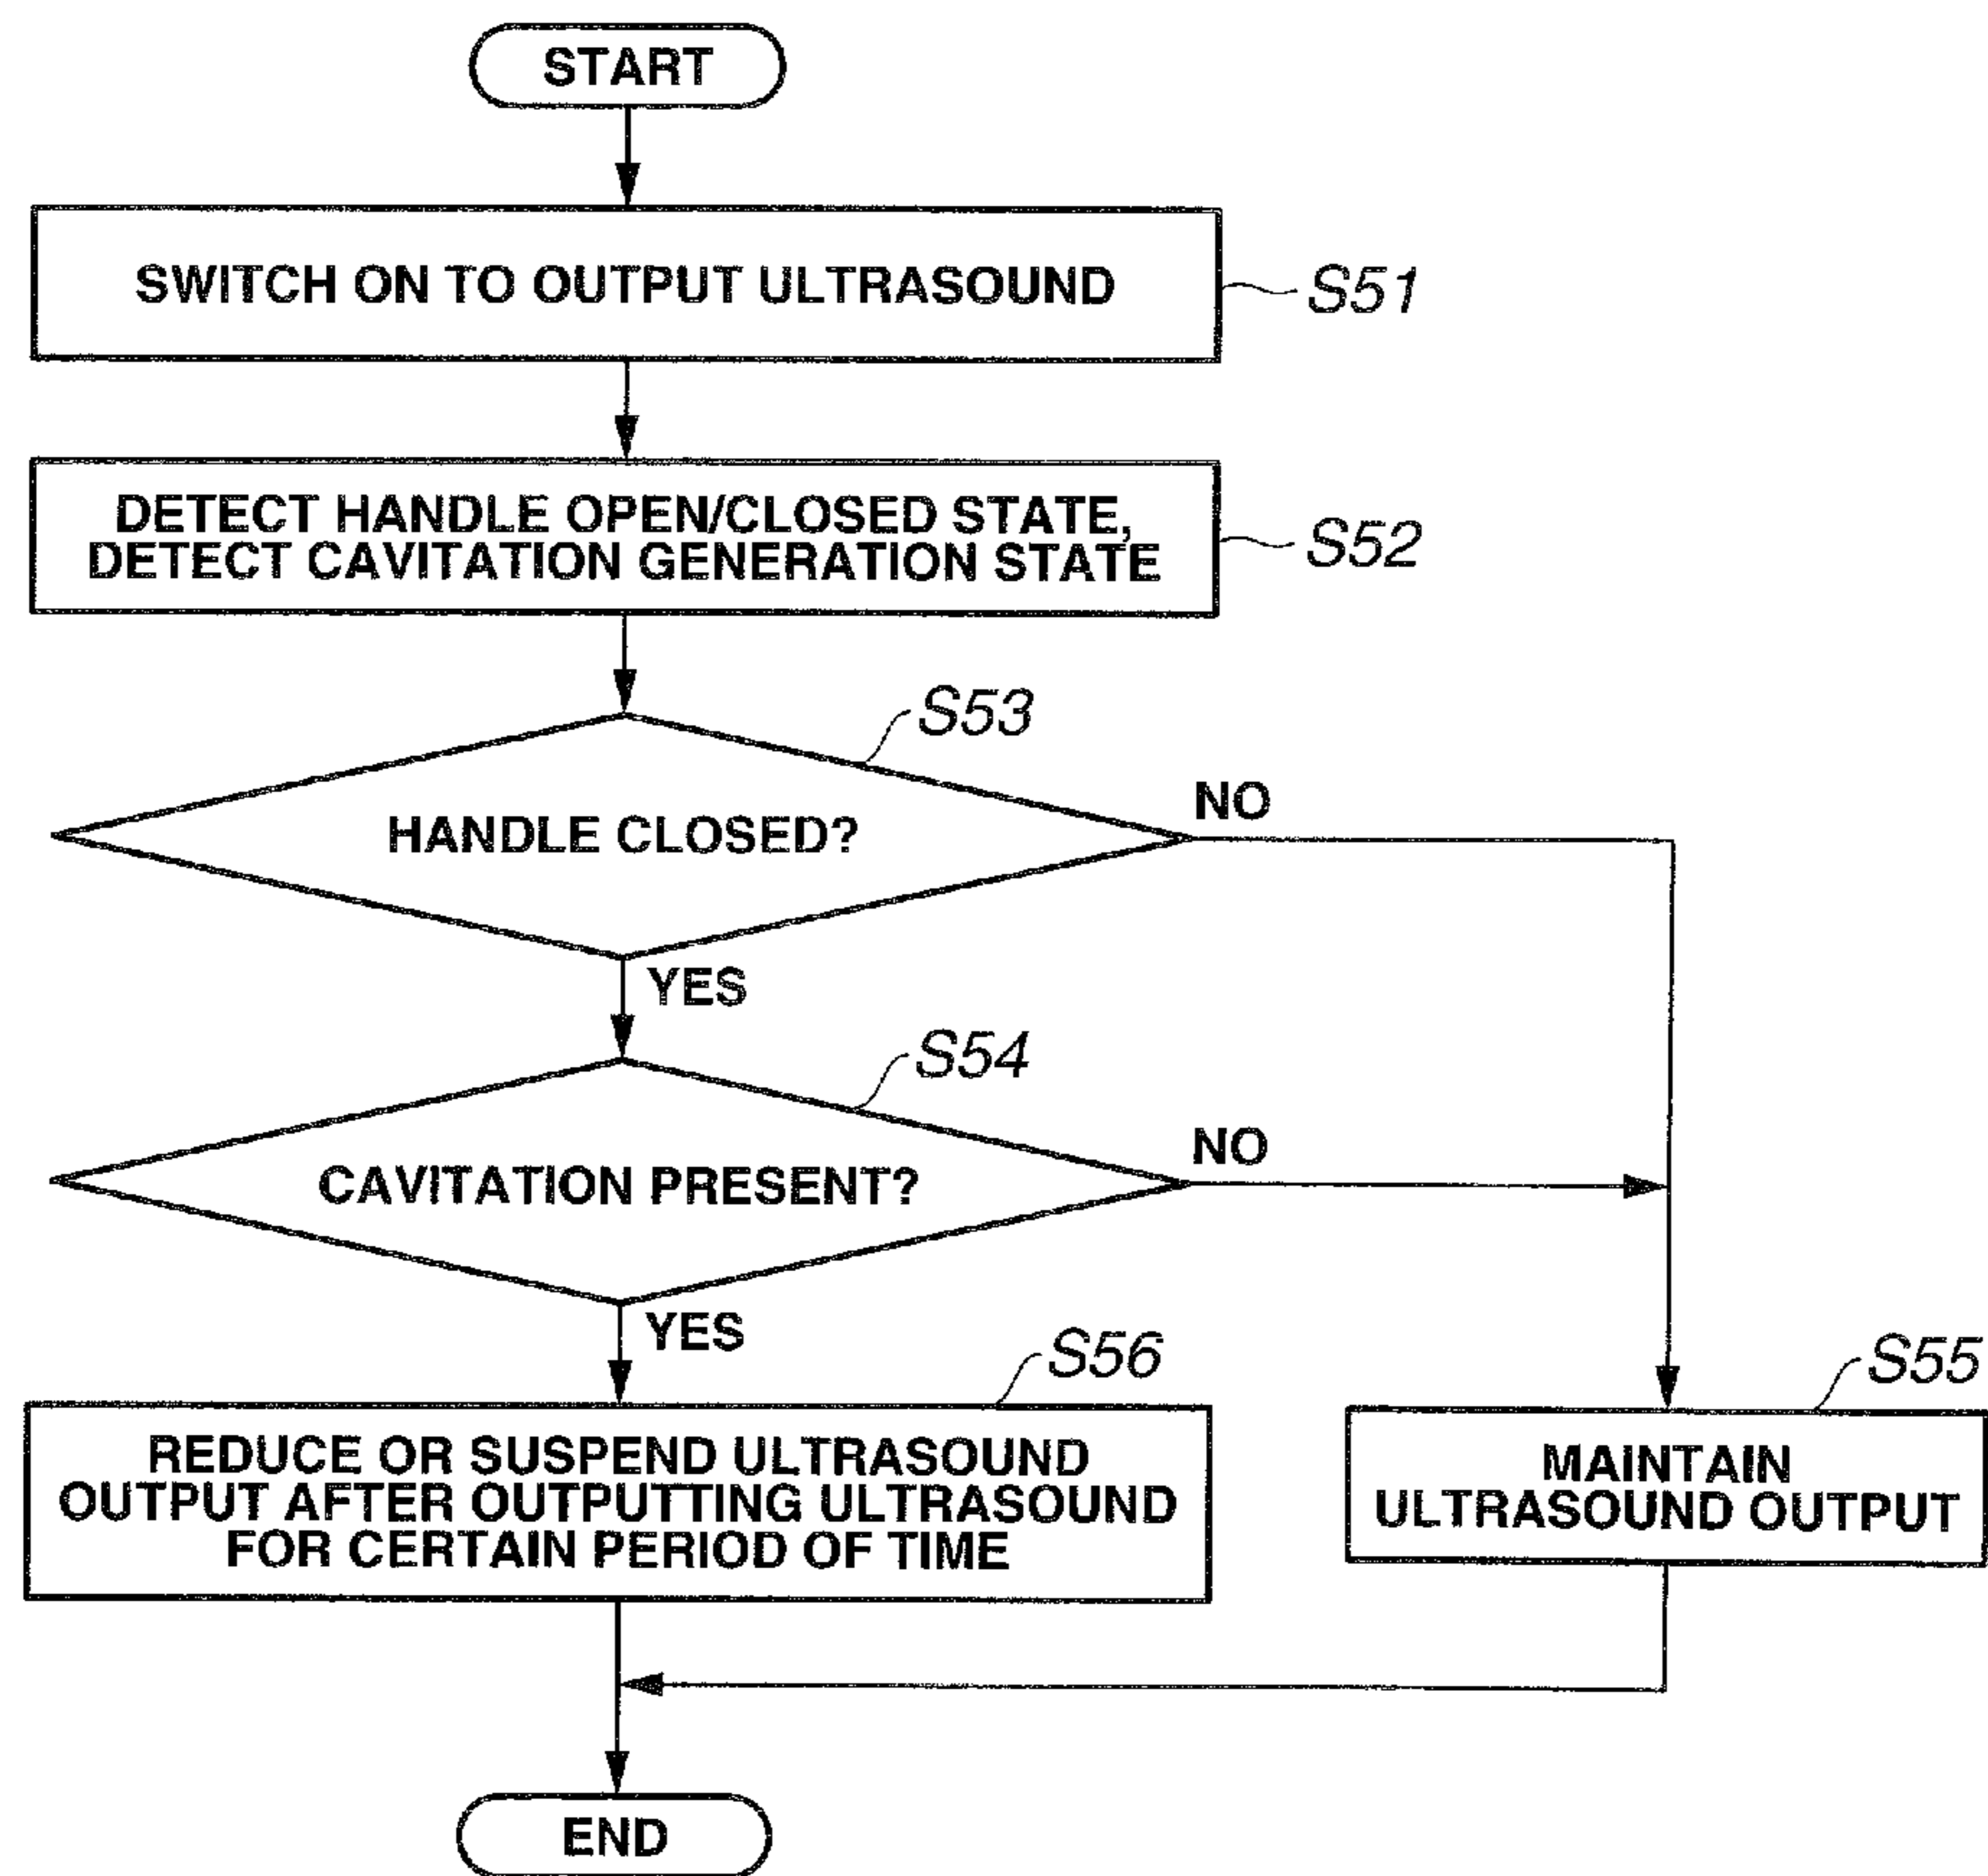 START
SWITCH ON TO OUTPUT ULTRASOUND
S51
DETECT HANDLE OPEN/CLOSED STATE,
DETECT CAVITATION GENERATION STATE
S52
S53
HANDLE CLOSED?
NO
YES
S54
CAVITATION PRESENT?
NO
YES
S56
REDUCE OR SUSPEND ULTRASOUND
OUTPUT AFTER OUTPUTTING ULTRASOUND
FOR CERTAIN PERIOD OF TIME
S55
MAINTAIN
ULTRASOUND OUTPUT
END